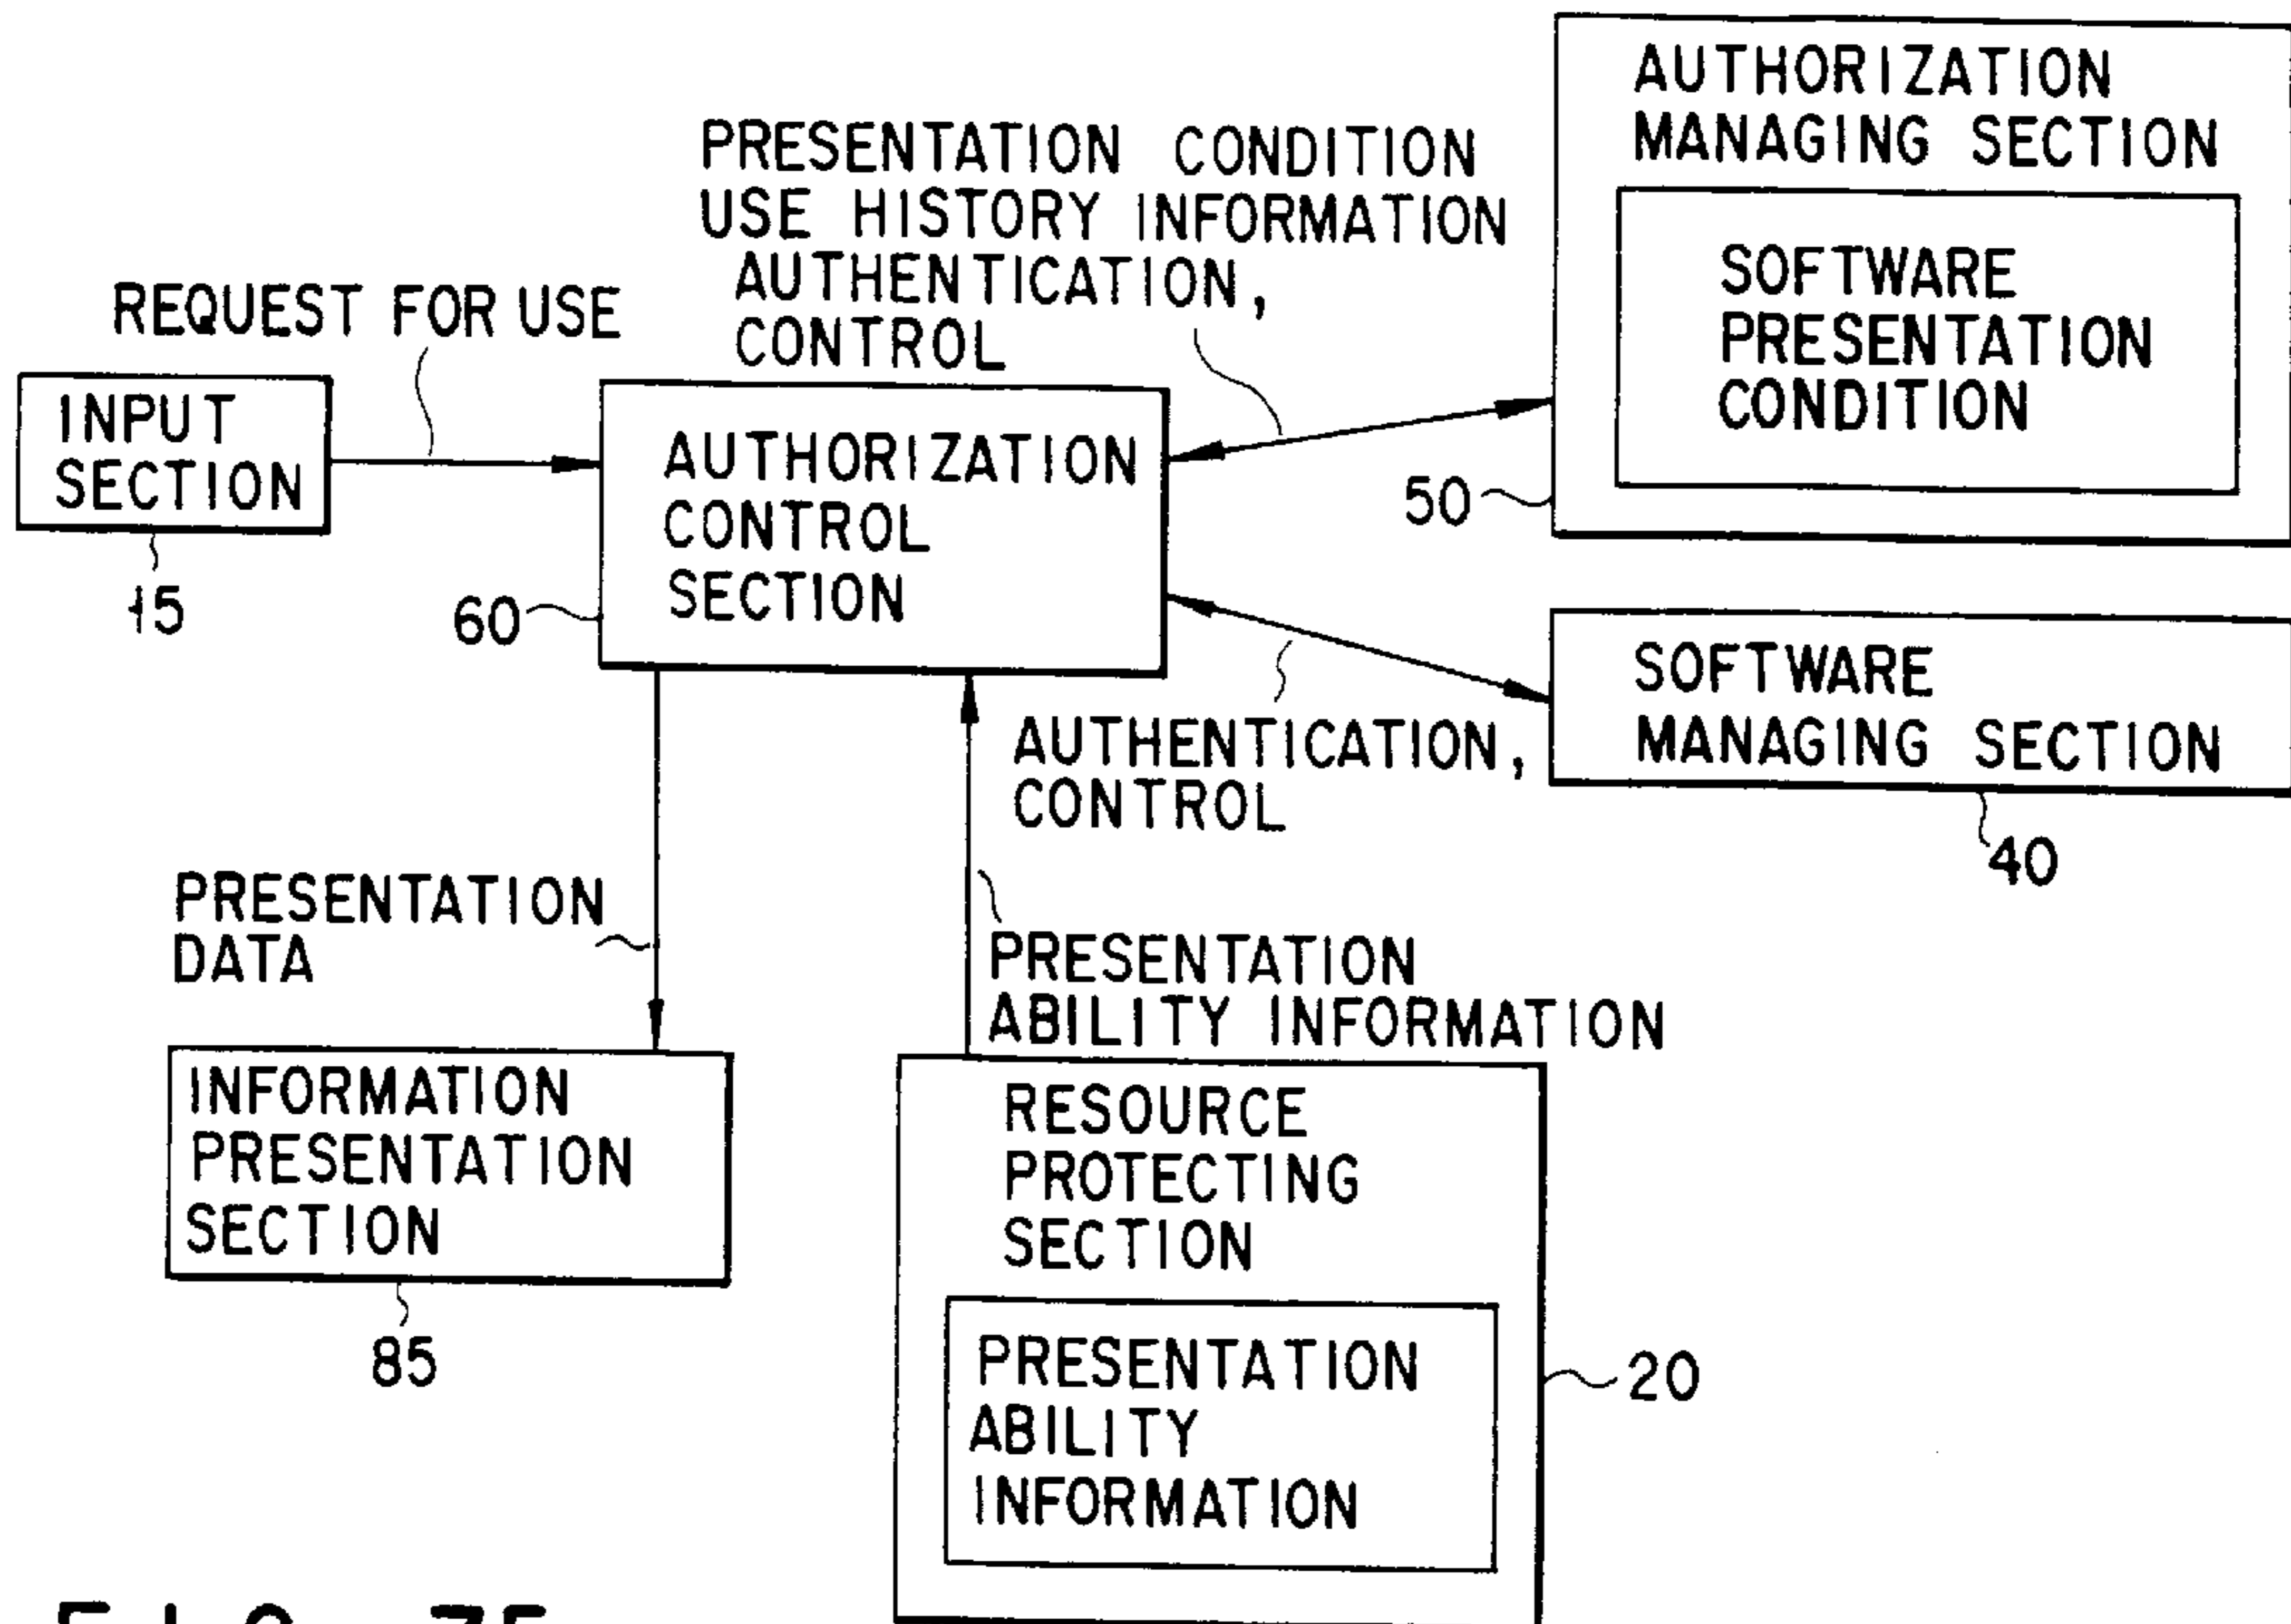 AUTHORIZATION
MANAGING SECTION
SOFTWARE
PRESENTATION
CONDITION
50
PRESENTATION CONDITION
USE HISTORY INFORMATION
AUTHENTICATION,
CONTROL
REQUEST FOR USE
INPUT
SECTION
15
AUTHORIZATION
CONTROL
SECTION
60
SOFTWARE
MANAGING SECTION
40
AUTHENTICATION,
CONTROL
PRESENTATION
DATA
PRESENTATION
ABILITY INFORMATION
INFORMATION
PRESENTATION
SECTION
85
RESOURCE
PROTECTING
SECTION
PRESENTATION
ABILITY
INFORMATION
20